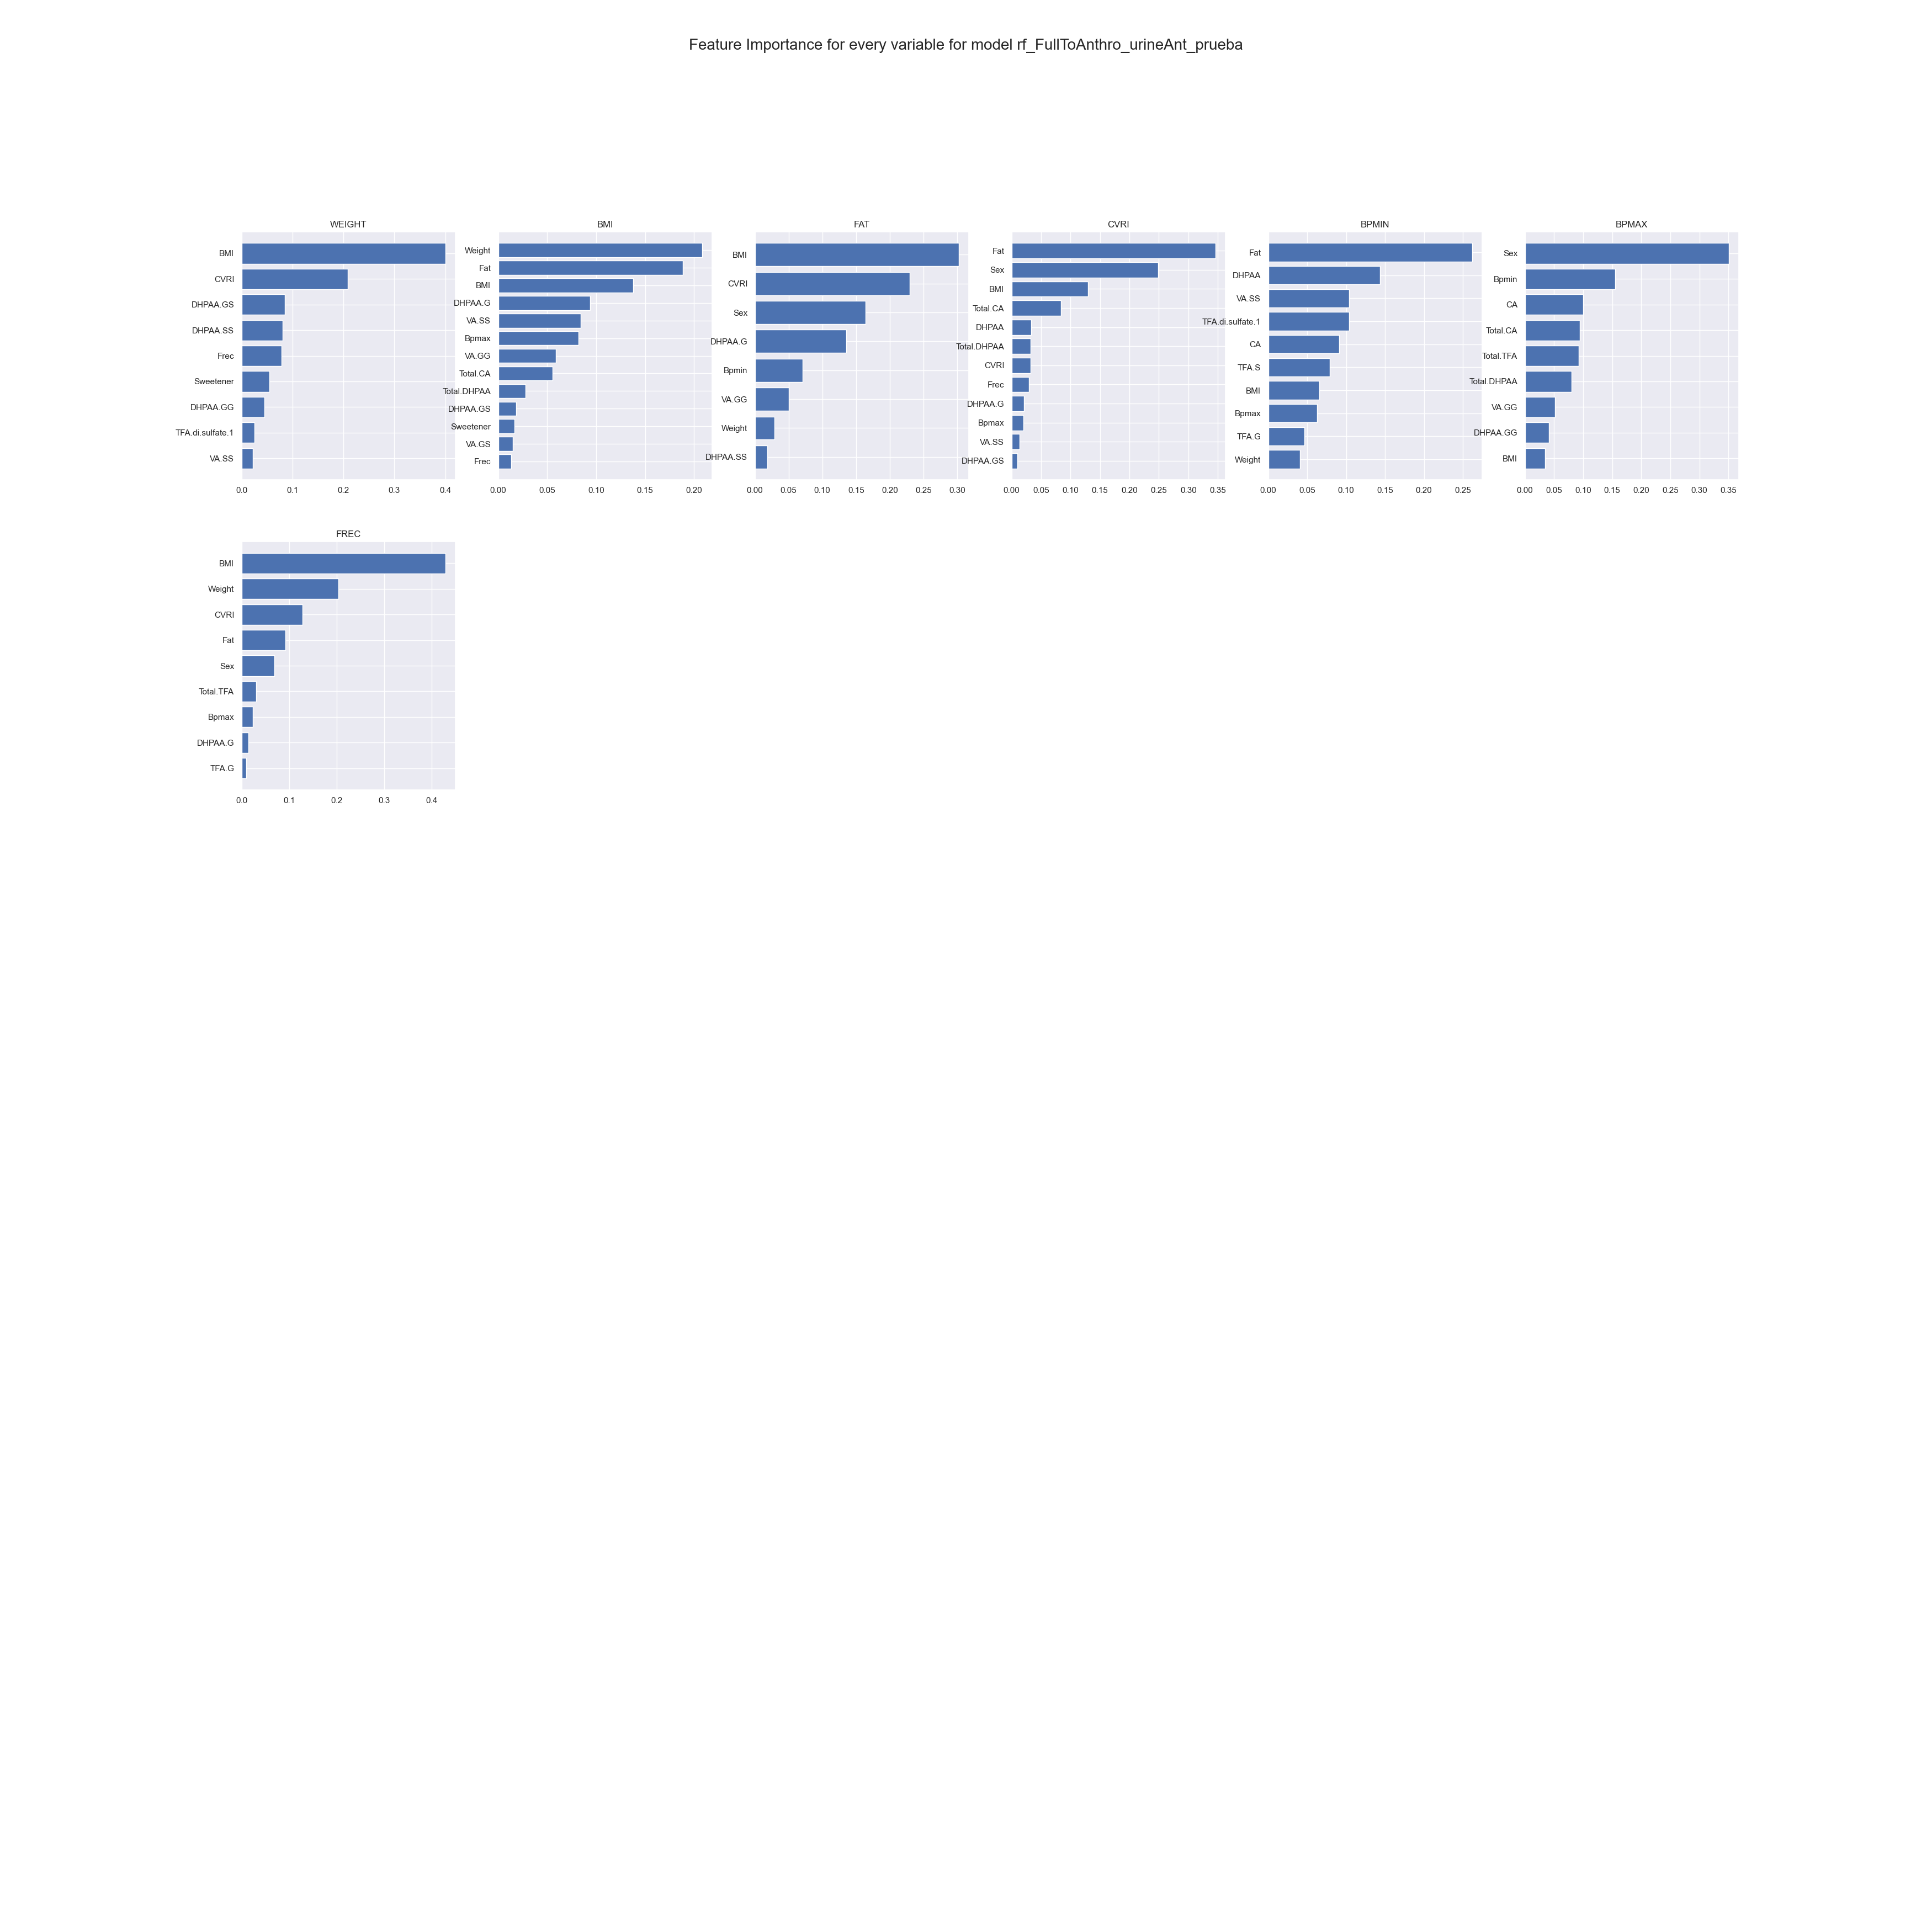 Feature Importance for every variable for model rf_FullToAnthro_urineAnt_prueba
WEIGHT
BMI
CVRI
DHPAA.GS
DHPAA.SS
Frec
Sweetener
DHPAA.GG
TFA.di.sulfate.1
VA.SS
0.0 0.1 0.2 0.3 0.4
BMI
Weight
Fat
BMI
DHPAA.G
VA.SS
Bpmax
VA.GG
Total.CA
Total.DHPAA
DHPAA.GS
Sweetener
VA.GS
Frec
0.00 0.05 0.10 0.15 0.20
FAT
BMI
CVRI
Sex
DHPAA.G
Bpmin
VA.GG
Weight
DHPAA.SS
0.00 0.05 0.10 0.15 0.20 0.25 0.30
CVRI
Fat
Sex
BMI
Total.CA
DHPAA
Total.DHPAA
CVRI
Frec
DHPAA.G
Bpmax
VA.SS
DHPAA.GS
0.00 0.05 0.10 0.15 0.20 0.25 0.30 0.35
BPMIN
Fat
DHPAA
VA.SS
TFA.di.sulfate.1
CA
TFA.S
BMI
Bpmax
TFA.G
Weight
0.00 0.05 0.10 0.15 0.20 0.25
BPMAX
Sex
Bpmin
CA
Total.CA
Total.TFA
Total.DHPAA
VA.GG
DHPAA.GG
BMI
0.00 0.05 0.10 0.15 0.20 0.25 0.30 0.35
FREC
BMI
Weight
CVRI
Fat
Sex
Total.TFA
Bpmax
DHPAA.G
TFA.G
0.0 0.1 0.2 0.3 0.4